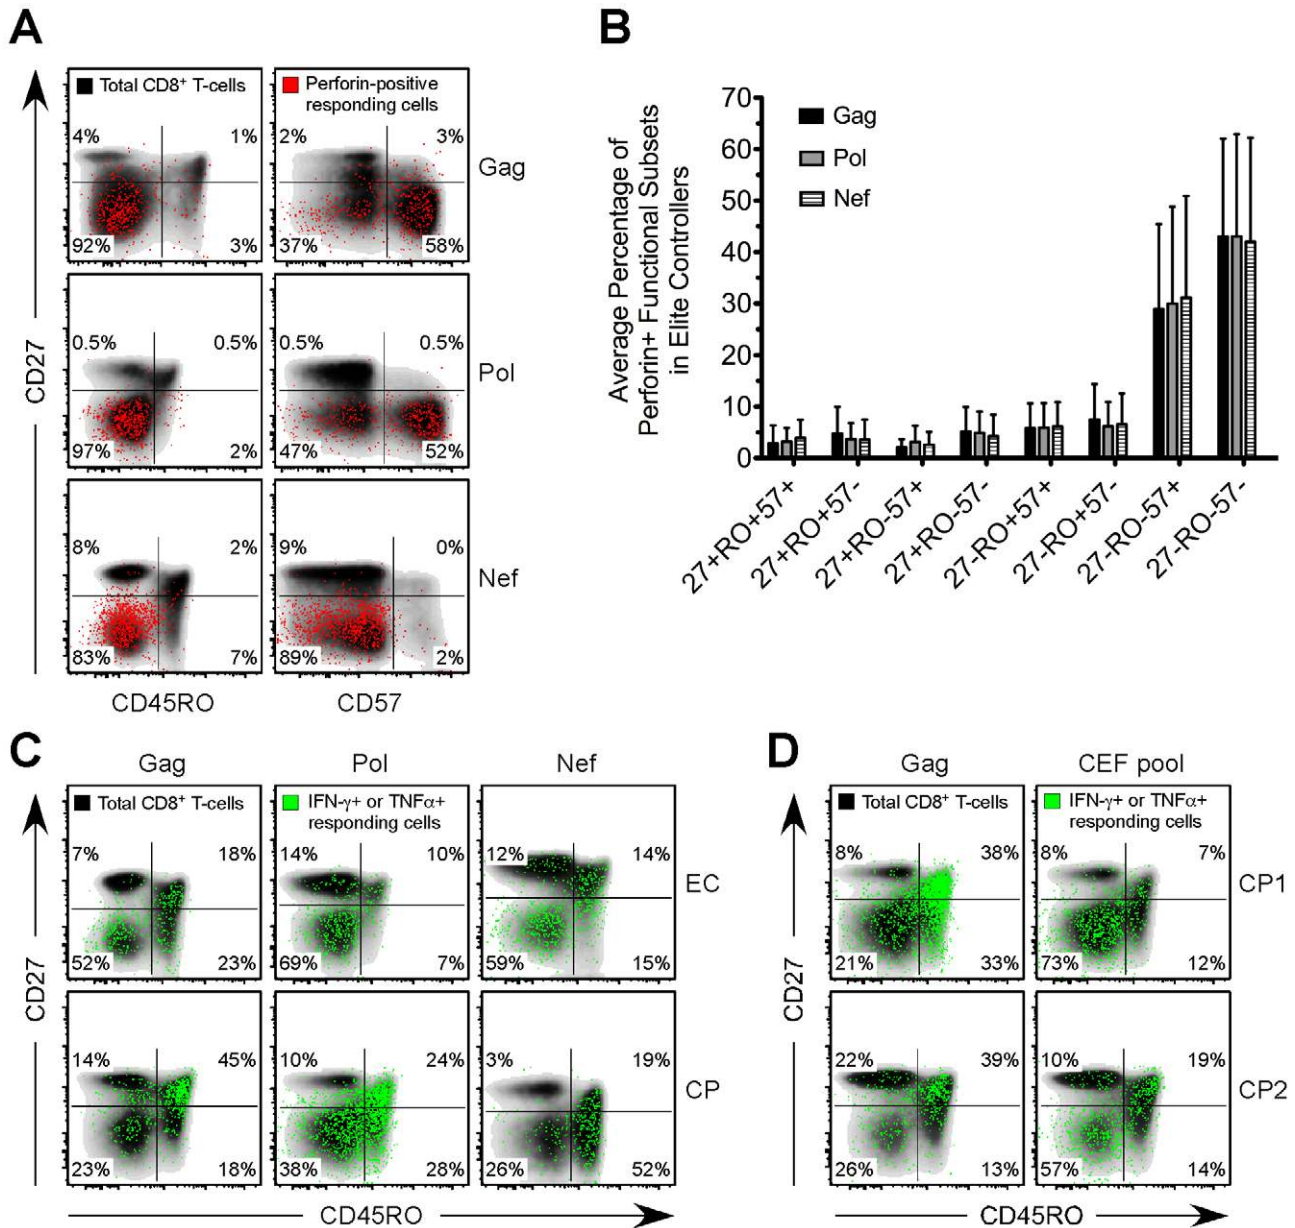 A
Total CD8+ T-cells
Perforin-positive
responding cells
4%
1%
92%
3%
2%
3%
37%
58%
Gag
0.5%
0.5%
97%
2%
0.5%
0.5%
47%
52%
Pol
8%
2%
83%
7%
9%
0%
89%
2%
Nef
CD27
CD45RO
CD57
B
Average Percentage of
Perforin+ Functional Subsets
in Elite Controllers
70
60
50
40
30
20
10
0
Gag
Pol
Nef
27+RO+57+
27+RO+57-
27+RO-57+
27+RO-57-
27-RO+57+
27-RO+57-
27-RO-57+
27-RO-57-
C
Gag
Pol
Nef
Total CD8+ T-cells
IFN-γ+ or TNFα+
responding cells
7%
18%
52%
23%
14%
10%
69%
7%
12%
14%
59%
15%
EC
14%
45%
23%
18%
10%
24%
38%
28%
3%
19%
26%
52%
CP
CD27
CD45RO
D
Gag
CEF pool
Total CD8+ T-cells
IFN-γ+ or TNFα+
responding cells
8%
38%
21%
33%
8%
7%
73%
12%
CP1
22%
39%
26%
13%
10%
19%
57%
14%
CP2
CD27
CD45RO